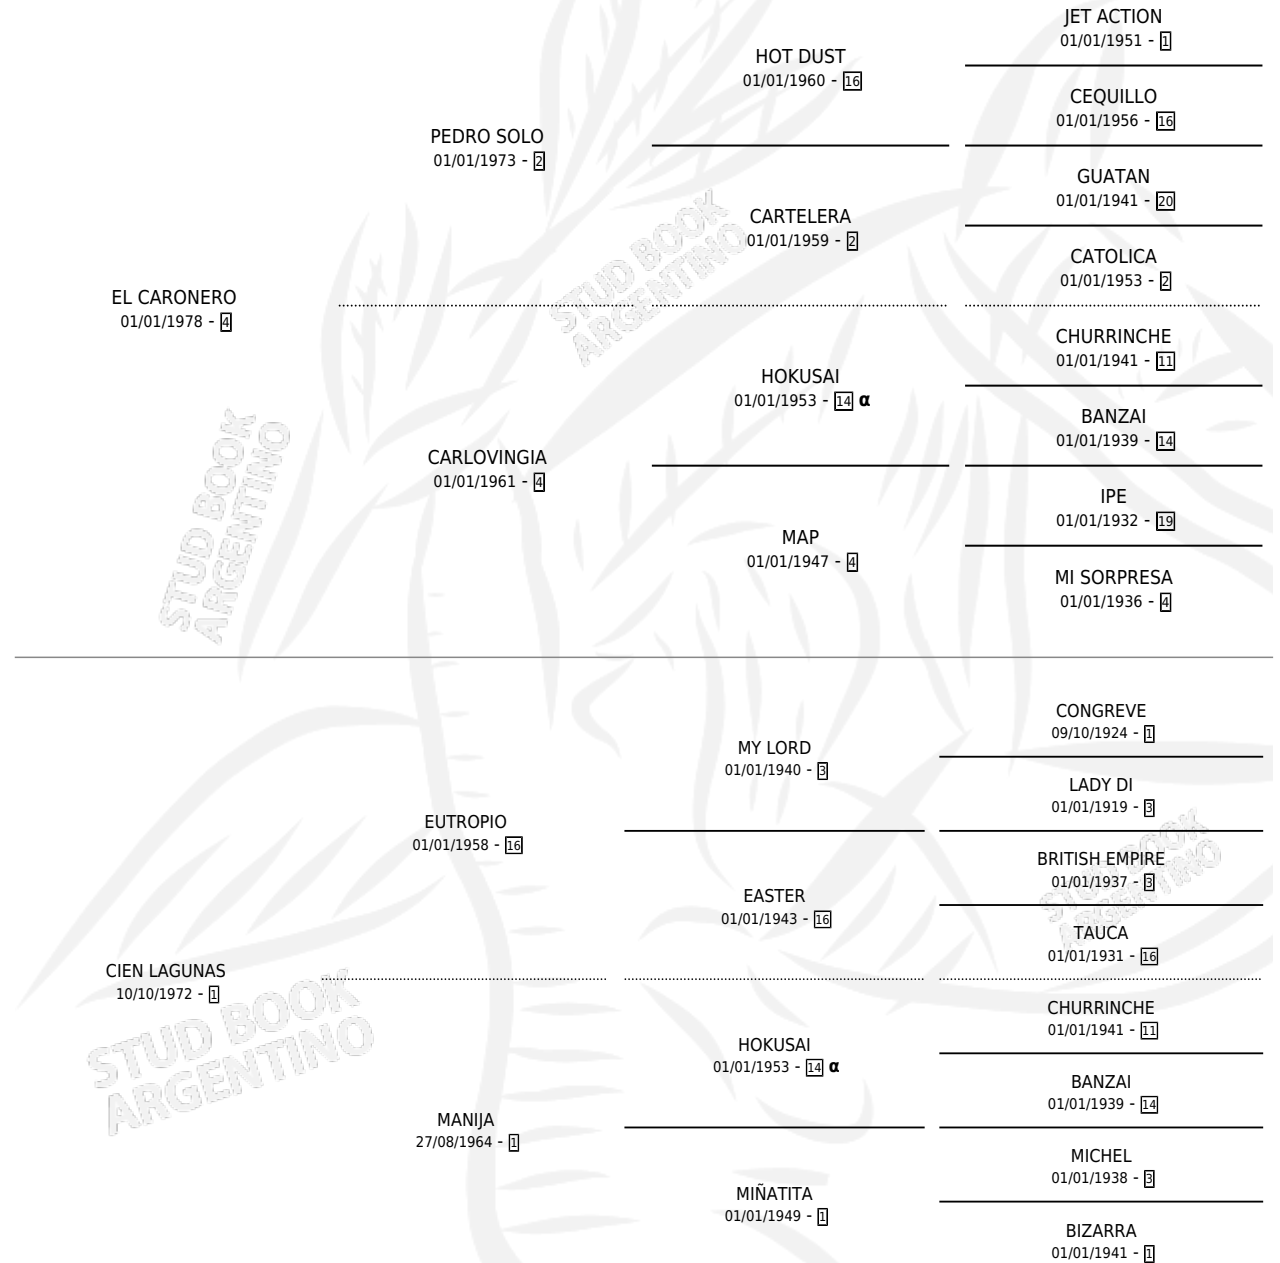 JET ACTION
01/01/1951 - 1
HOT DUST
01/01/1960 - 16
CEQUILLO
01/01/1956 - 16
PEDRO SOLO
01/01/1973 - 2
GUATAN
01/01/1941 - 20
CARTELERA
01/01/1959 - 2
CATOLICA
01/01/1953 - 2
STUD BOOK
ARGENTINO
EL CARONERO
01/01/1978 - 4
CHURRINCHE
01/01/1941 - 11
HOKUSAI
01/01/1953 - 14 α
BANZAI
01/01/1939 - 14
CARLOVINGIA
01/01/1961 - 4
IPE
01/01/1932 - 19
MAP
01/01/1947 - 4
MI SORPRESA
01/01/1936 - 4
STUD BOOK
ARGENTINO
CONGREVE
09/10/1924 - 1
MY LORD
01/01/1940 - 3
LADY DI
01/01/1919 - 3
EUTROPIO
01/01/1958 - 16
BRITISH EMPIRE
01/01/1937 - 3
EASTER
01/01/1943 - 16
TAUCA
01/01/1931 - 16
STUD BOOK
ARGENTINO
CIEN LAGUNAS
10/10/1972 - 1
CHURRINCHE
01/01/1941 - 11
HOKUSAI
01/01/1953 - 14 α
BANZAI
01/01/1939 - 14
STUD BOOK
ARGENTINO
MANIJA
27/08/1964 - 1
MICHEL
01/01/1938 - 3
MIÑATITA
01/01/1949 - 1
BIZARRA
01/01/1941 - 1